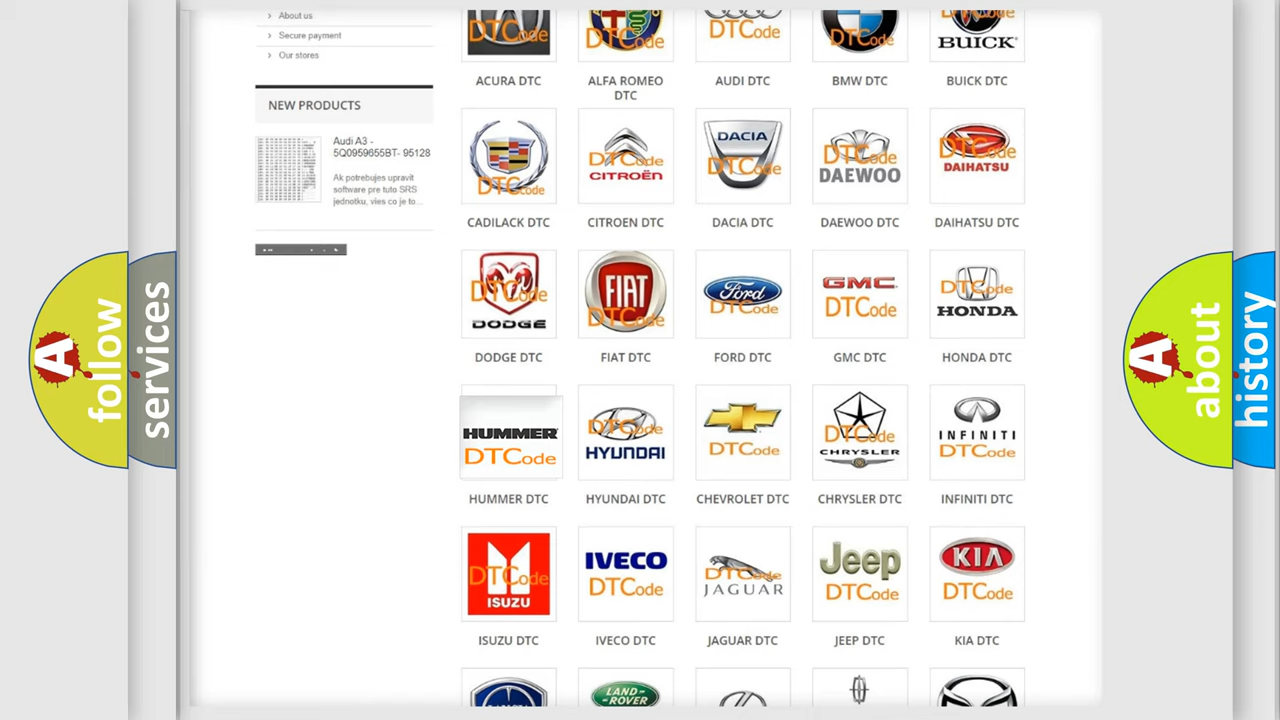 About us
Secure payment
Our stores
NEW PRODUCTS
Audi A3 -
5Q0959655BT- 95128
Ak potrebujes upravit
software pre tuto SRS
jednotku, vies co je to...
DTCode
DTCode
DTCode
DTCode
DTCode
BUICK
ACURA DTC
ALFA ROMEO
DTC
AUDI DTC
BMW DTC
BUICK DTC
DTCode
DTCode
CITROËN
DACIA
DTCode
DTCode
DAEWOO
DTCode
DAIHATSU
CADILACK DTC
CITROEN DTC
DACIA DTC
DAEWOO DTC
DAIHATSU DTC
DTCode
DODGE
FIAT
DTCode
Ford
DTCode
GMC
DTCode
DTCode
HONDA
DODGE DTC
FIAT DTC
FORD DTC
GMC DTC
HONDA DTC
HUMMER
DTCode
DTCode
HYUNDAI
DTCode
DTCode
CHRYSLER
INFINITI
DTCode
HUMMER DTC
HYUNDAI DTC
CHEVROLET DTC
CHRYSLER DTC
INFINITI DTC
DTCode
ISUZU
IVECO
DTCode
DTCode
JAGUAR
Jeep
DTCode
KIA
DTCode
ISUZU DTC
IVECO DTC
JAGUAR DTC
JEEP DTC
KIA DTC
LAND-
ROVER
A follow
services
A about
history